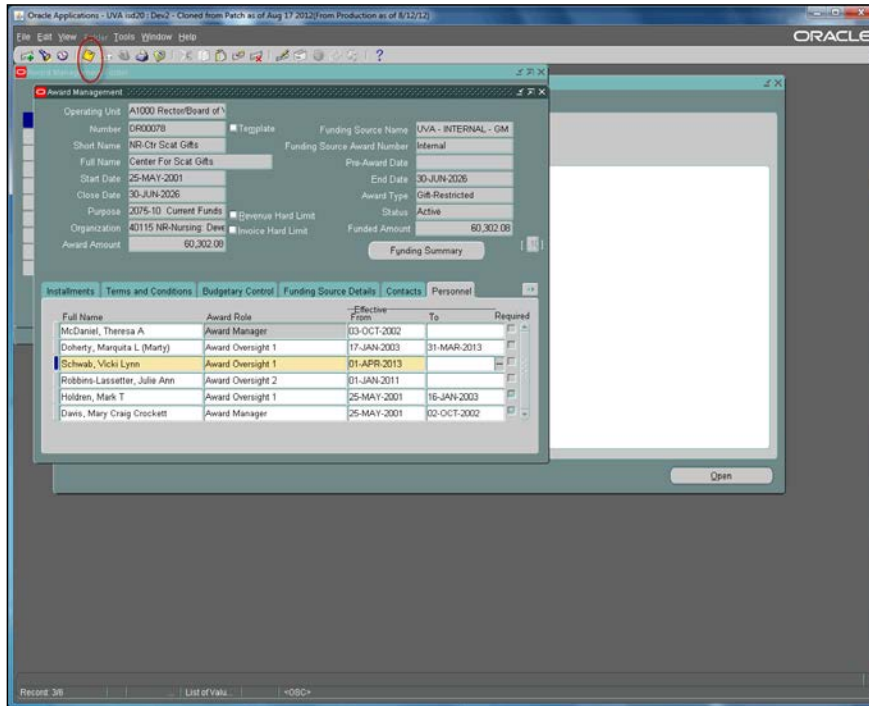 Oracle Applications - UVA isd20 : Dev2 - Cloned from Patch as of Aug 17 2012(From Production as of 8/12/12)
File Edit View Folder Tools Window Help
ORACLE
Award Management
Operating Unit A1000 Rector/Board of V
Number DR00078 Template Funding Source Name UVA - INTERNAL - GM
Short Name NR-Ctr Scat Gifts Funding Source Award Number Internal
Full Name Center For Scat Gifts Pre-Award Date
Start Date 25-MAY-2001 End Date 30-JUN-2026
Close Date 30-JUN-2026 Award Type Gift-Restricted
Purpose 2075-10 Current Funds Revenue Hard Limit Status Active
Organization 40115 NR-Nursing: Deve Invoice Hard Limit Funded Amount 60,302.08
Award Amount 60,302.08 Funding Summary
Installments Terms and Conditions Budgetary Control Funding Source Details Contacts Personnel
Effective
Full Name Award Role From To Required
McDaniel, Theresa A Award Manager 03-OCT-2002
Doherty, Marquita L (Marty) Award Oversight 1 17-JAN-2003 31-MAR-2013
Schwab, Vicki Lynn Award Oversight 1 01-APR-2013
Robbins-Lassetter, Julie Ann Award Oversight 2 01-JAN-2011
Holdren, Mark T Award Oversight 1 25-MAY-2001 16-JAN-2003
Davis, Mary Craig Crockett Award Manager 25-MAY-2001 02-OCT-2002
Open
Record: 3/6 ... List of Valu... <OSC>